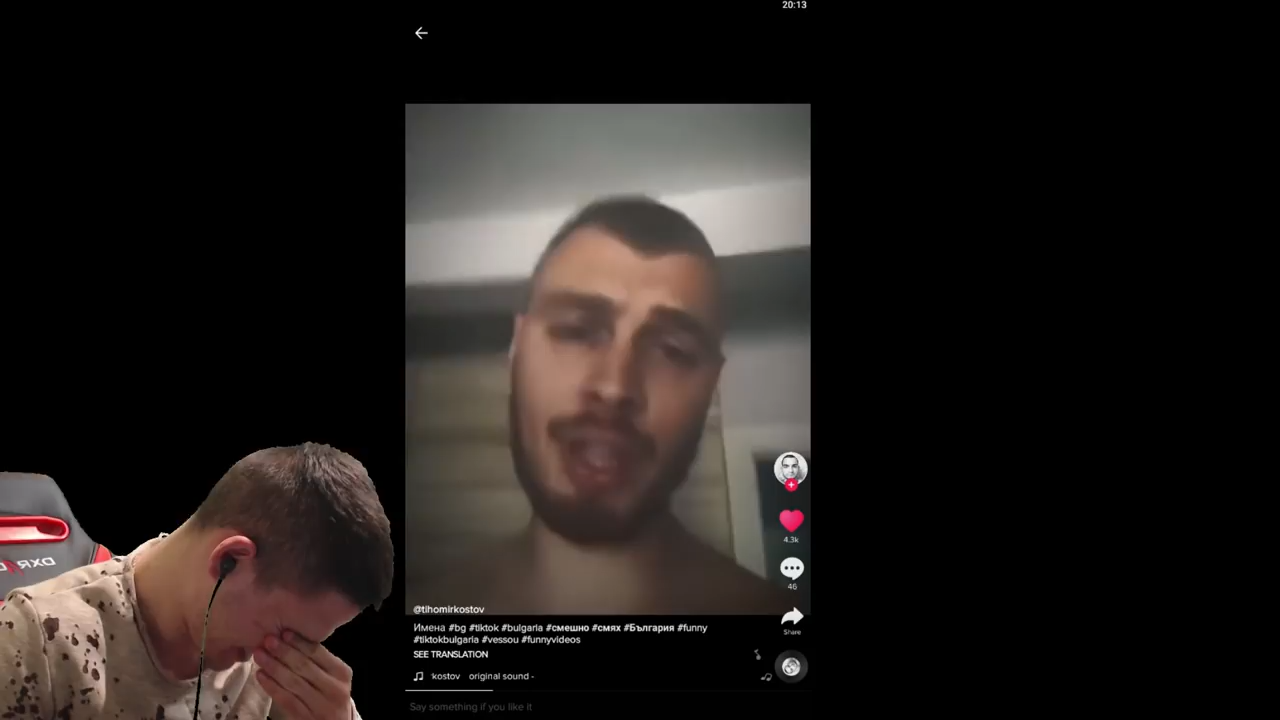 20:13
DXR
4.3k
46
Share
@tihomirkostov
Имена #bg #tiktok #bulgaria #смешно #смях #България #funny
#tiktokbulgaria #vessou #funnyvideos
SEE TRANSLATION
kostov original sound -
Say something if you like it